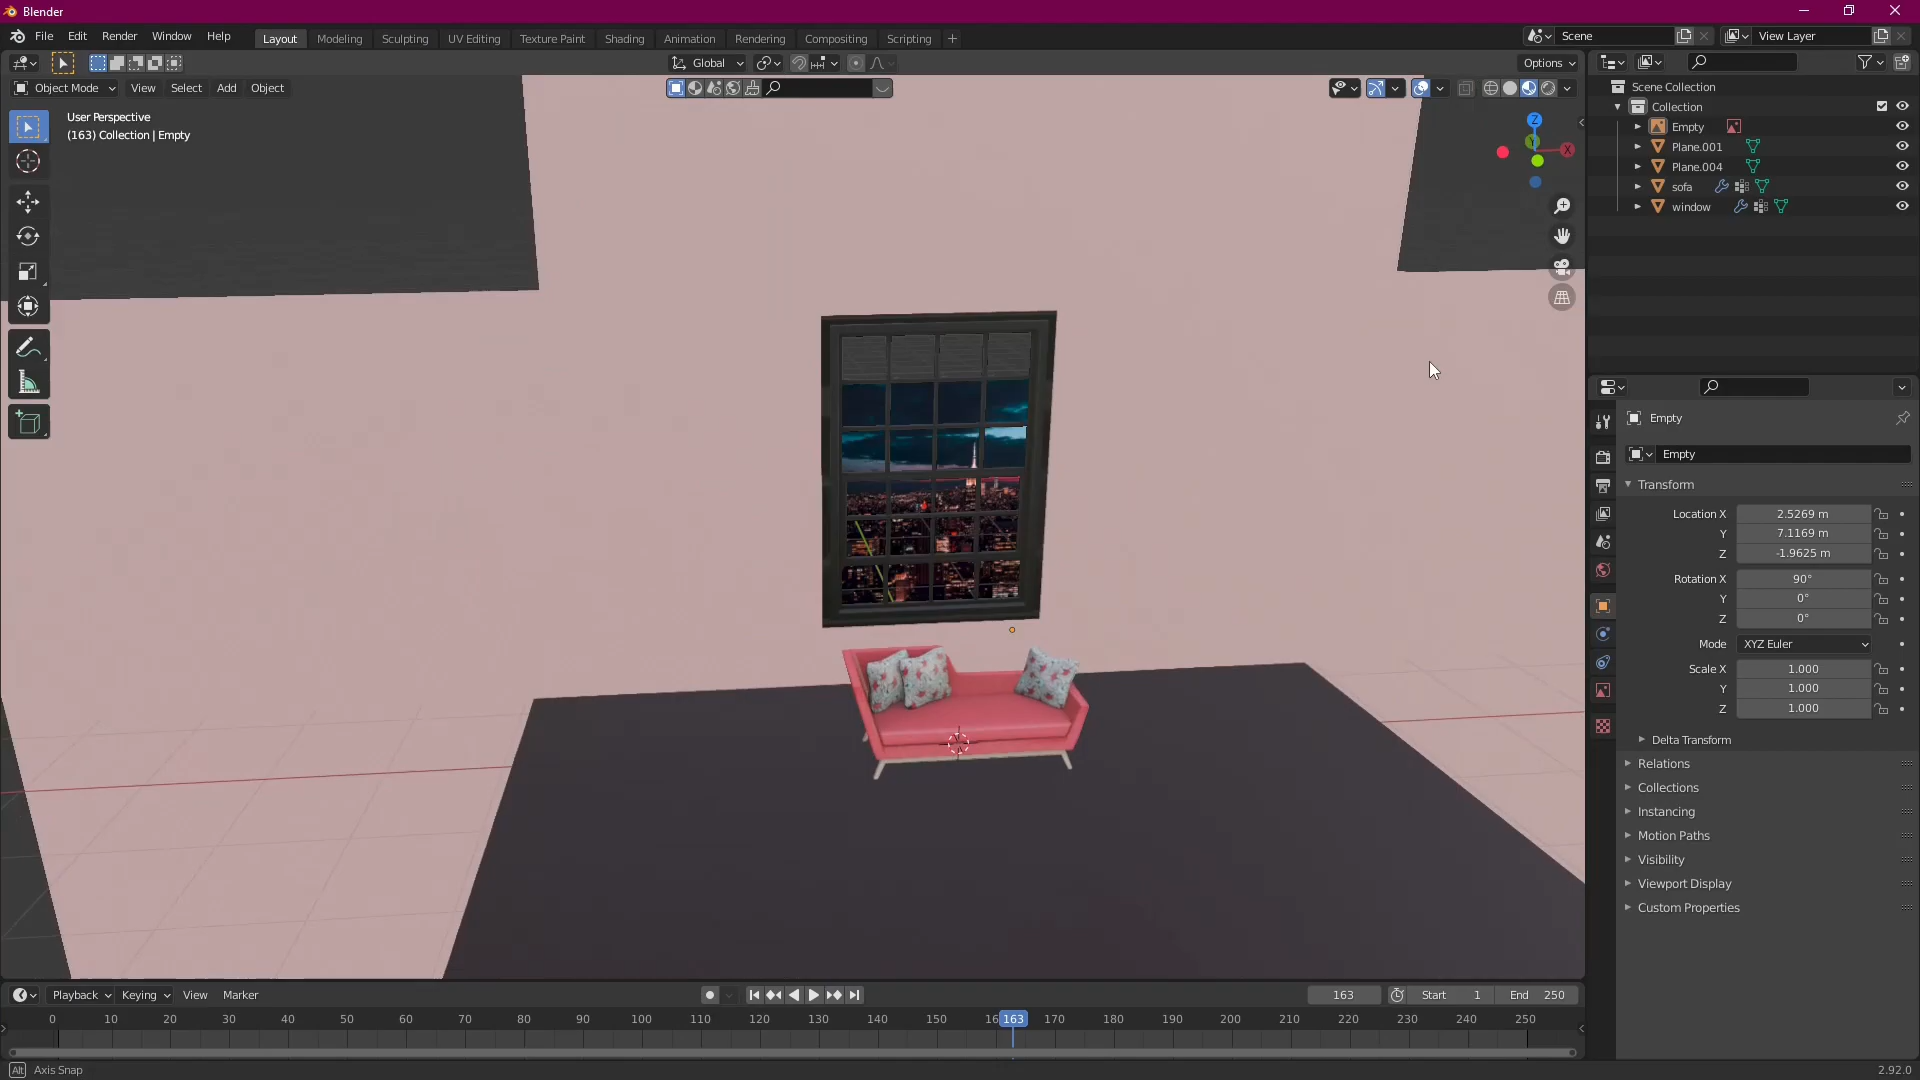 Blender
File Edit Render Window Help
Layout Modeling Sculpting UV Editing Texture Paint Shading Animation Rendering Compositing Scripting +
Scene
View Layer
Global
Options
Object Mode View Select Add Object
User Perspective
(163) Collection | Empty
Z
Y
X
Scene Collection
Collection
Empty
Plane.001
Plane.004
sofa
window
Empty
Empty
Transform
Location X 2.5269 m
Y 7.1169 m
Z -1.9625 m
Rotation X 90°
Y 0°
Z 0°
Mode XYZ Euler
Scale X 1.000
Y 1.000
Z 1.000
Delta Transform
Relations
Collections
Instancing
Motion Paths
Visibility
Viewport Display
Custom Properties
Playback Keying View Marker
163 Start 1 End 250
0 10 20 30 40 50 60 70 80 90 100 110 120 130 140 150 16 163 170 180 190 200 210 220 230 240 250
Alt Axis Snap
2.92.0